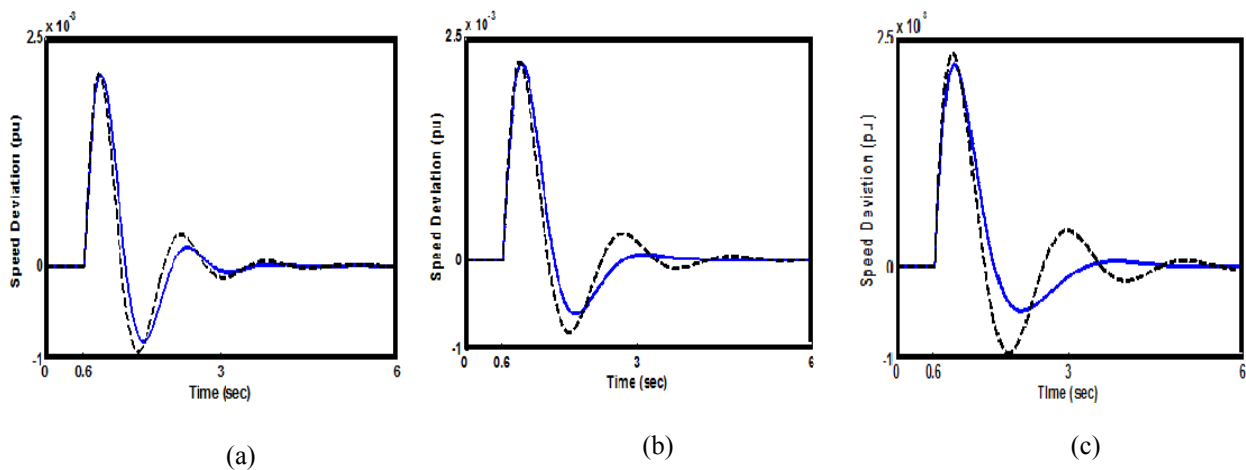 2.5 x 10 -3
Speed Deviation (pu)
0
-1
0 0.6 3 6
Time (sec)
(a)
2.5 x 10 -3
Speed Deviation (pu)
0
-1
0 0.6 3 6
Time (sec)
(b)
7.5 x 10
Speed Deviation (pu)
0
-1
0 0.6 3 6
Time (sec)
(c)